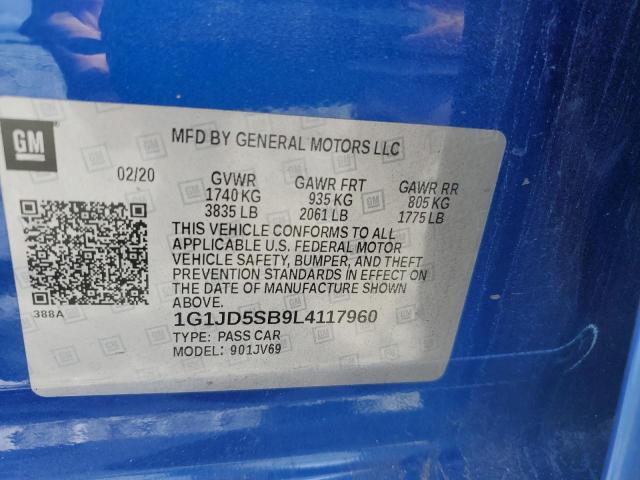 GM
MFD BY GENERAL MOTORS LLC
02/20
GVWR GAWR FRT GAWR RR
1740 KG 935 KG 805 KG
3835 LB 2061 LB 1775 LB
THIS VEHICLE CONFORMS TO ALL
APPLICABLE U.S. FEDERAL MOTOR
VEHICLE SAFETY, BUMPER, AND THEFT
PREVENTION STANDARDS IN EFFECT ON
THE DATE OF MANUFACTURE SHOWN
ABOVE.
388A
1G1JD5SB9L4117960
TYPE: PASS CAR
MODEL: 901JV69